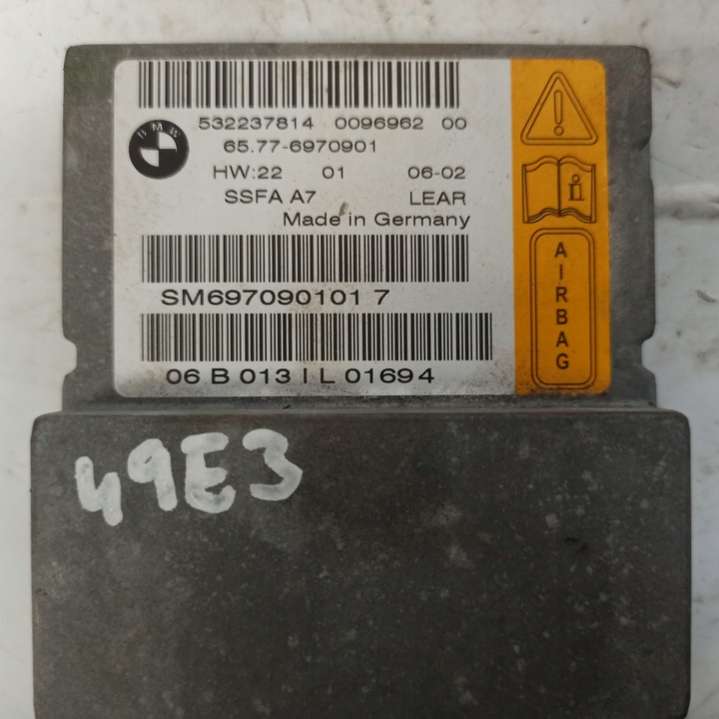 BMW
532237814 0096962 00
65.77-6970901
HW:22 01 06-02
SSFA A7 LEAR
Made in Germany
SM697090101 7
06 B 013 I L 01694
AIRBAG
49E3